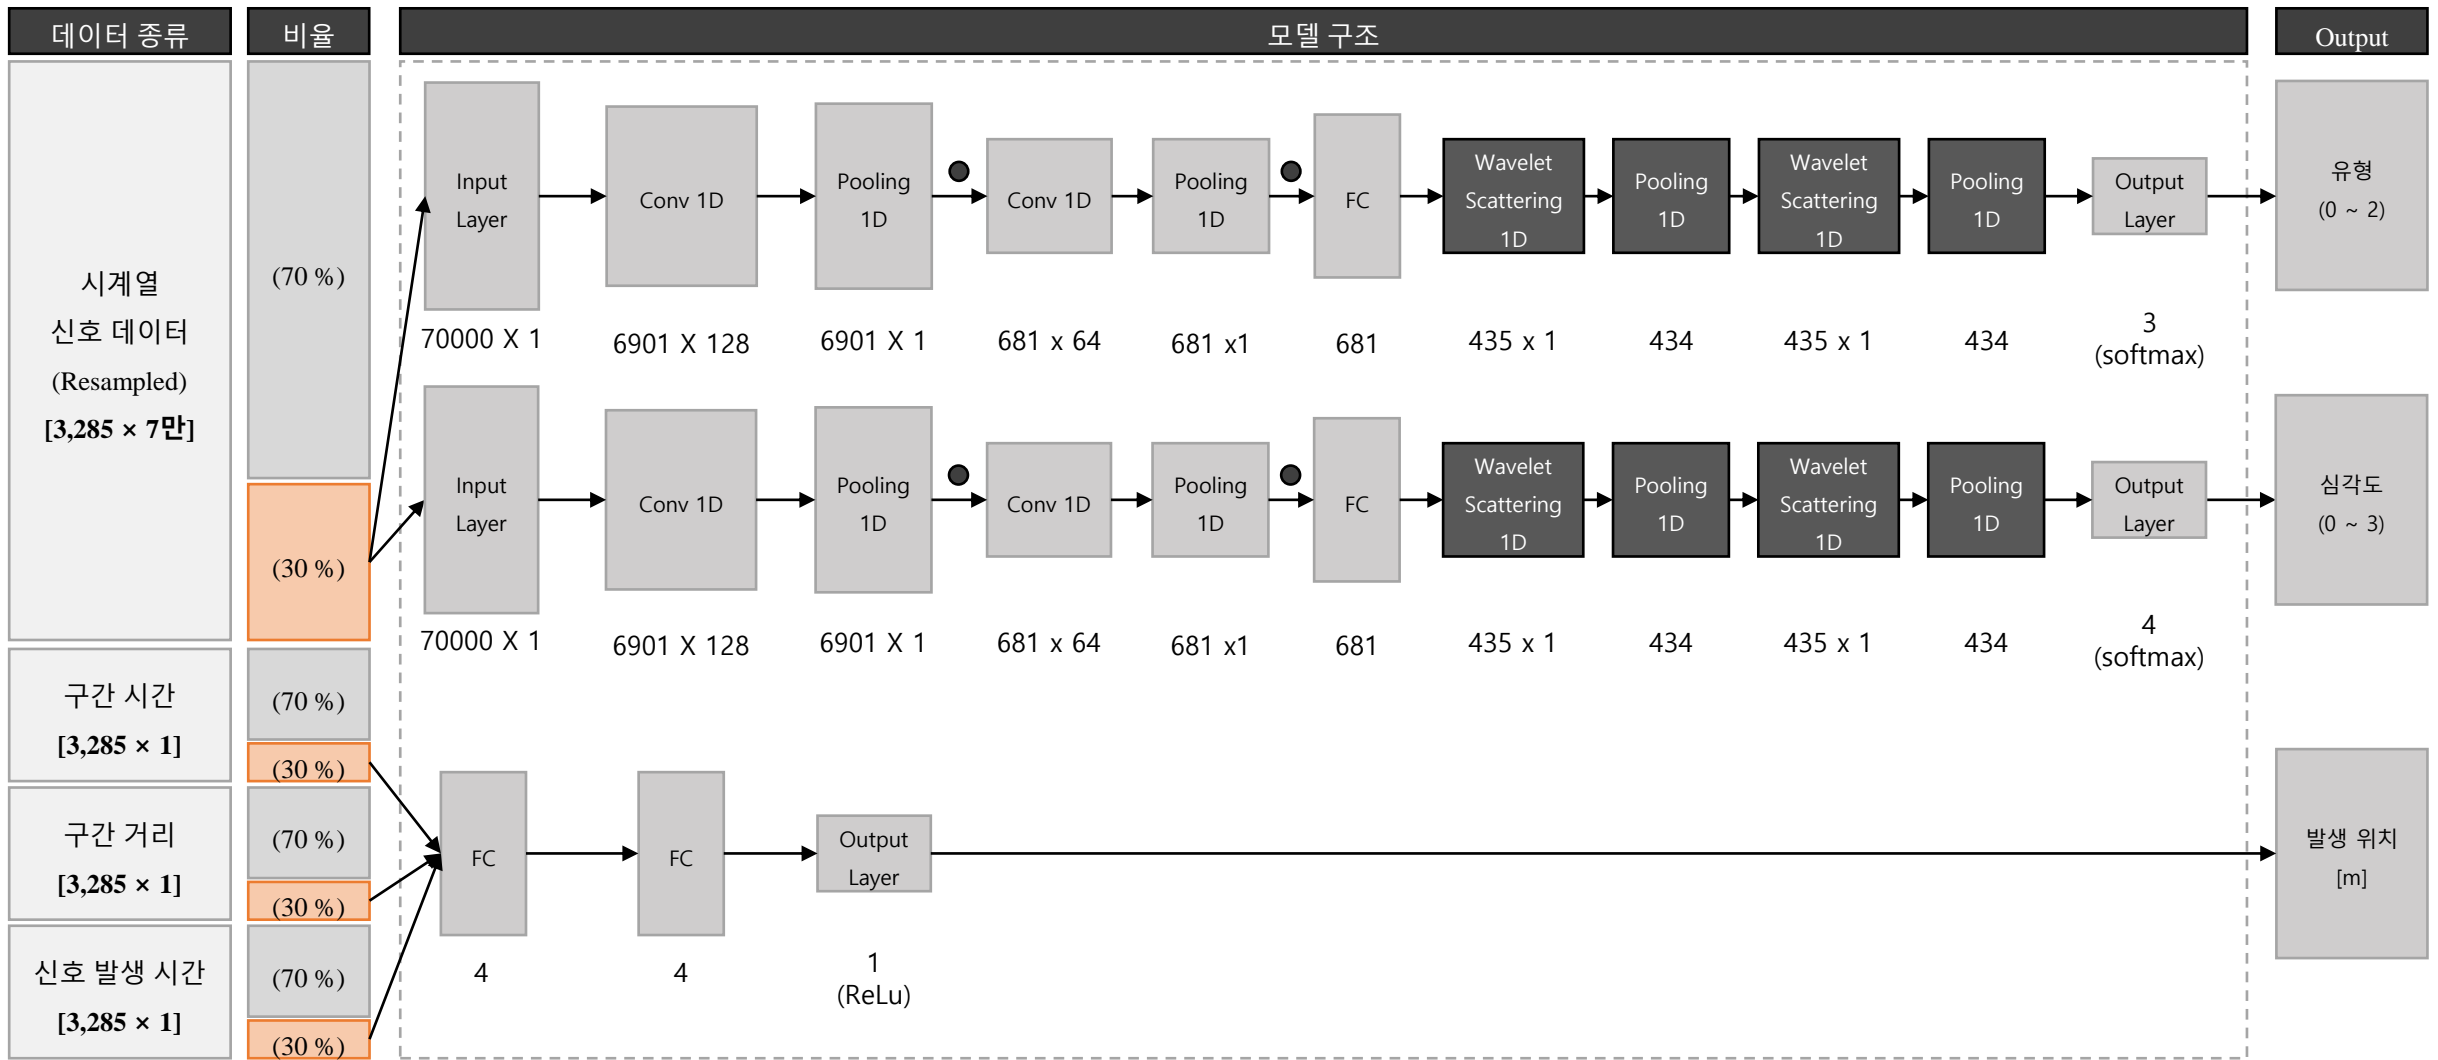 데이터 종류
비율
모델 구조
Output
시계열
신호 데이터
(Resampled)
[3,285 × 7만]
(70 %)
(30 %)
Input
Layer
Conv 1D
Pooling
1D
Conv 1D
Pooling
1D
FC
Wavelet
Scattering
1D
Pooling
1D
Wavelet
Scattering
1D
Pooling
1D
Output
Layer
유형
(0 ~ 2)
70000 X 1
6901 X 128
6901 X 1
681 x 64
681 x1
681
435 x 1
434
435 x 1
434
3
(softmax)
Input
Layer
Conv 1D
Pooling
1D
Conv 1D
Pooling
1D
FC
Wavelet
Scattering
1D
Pooling
1D
Wavelet
Scattering
1D
Pooling
1D
Output
Layer
심각도
(0 ~ 3)
70000 X 1
6901 X 128
6901 X 1
681 x 64
681 x1
681
435 x 1
434
435 x 1
434
4
(softmax)
구간 시간
[3,285 × 1]
(70 %)
(30 %)
구간 거리
[3,285 × 1]
(70 %)
(30 %)
신호 발생 시간
[3,285 × 1]
(70 %)
(30 %)
FC
FC
Output
Layer
발생 위치
[m]
4
4
1
(ReLu)